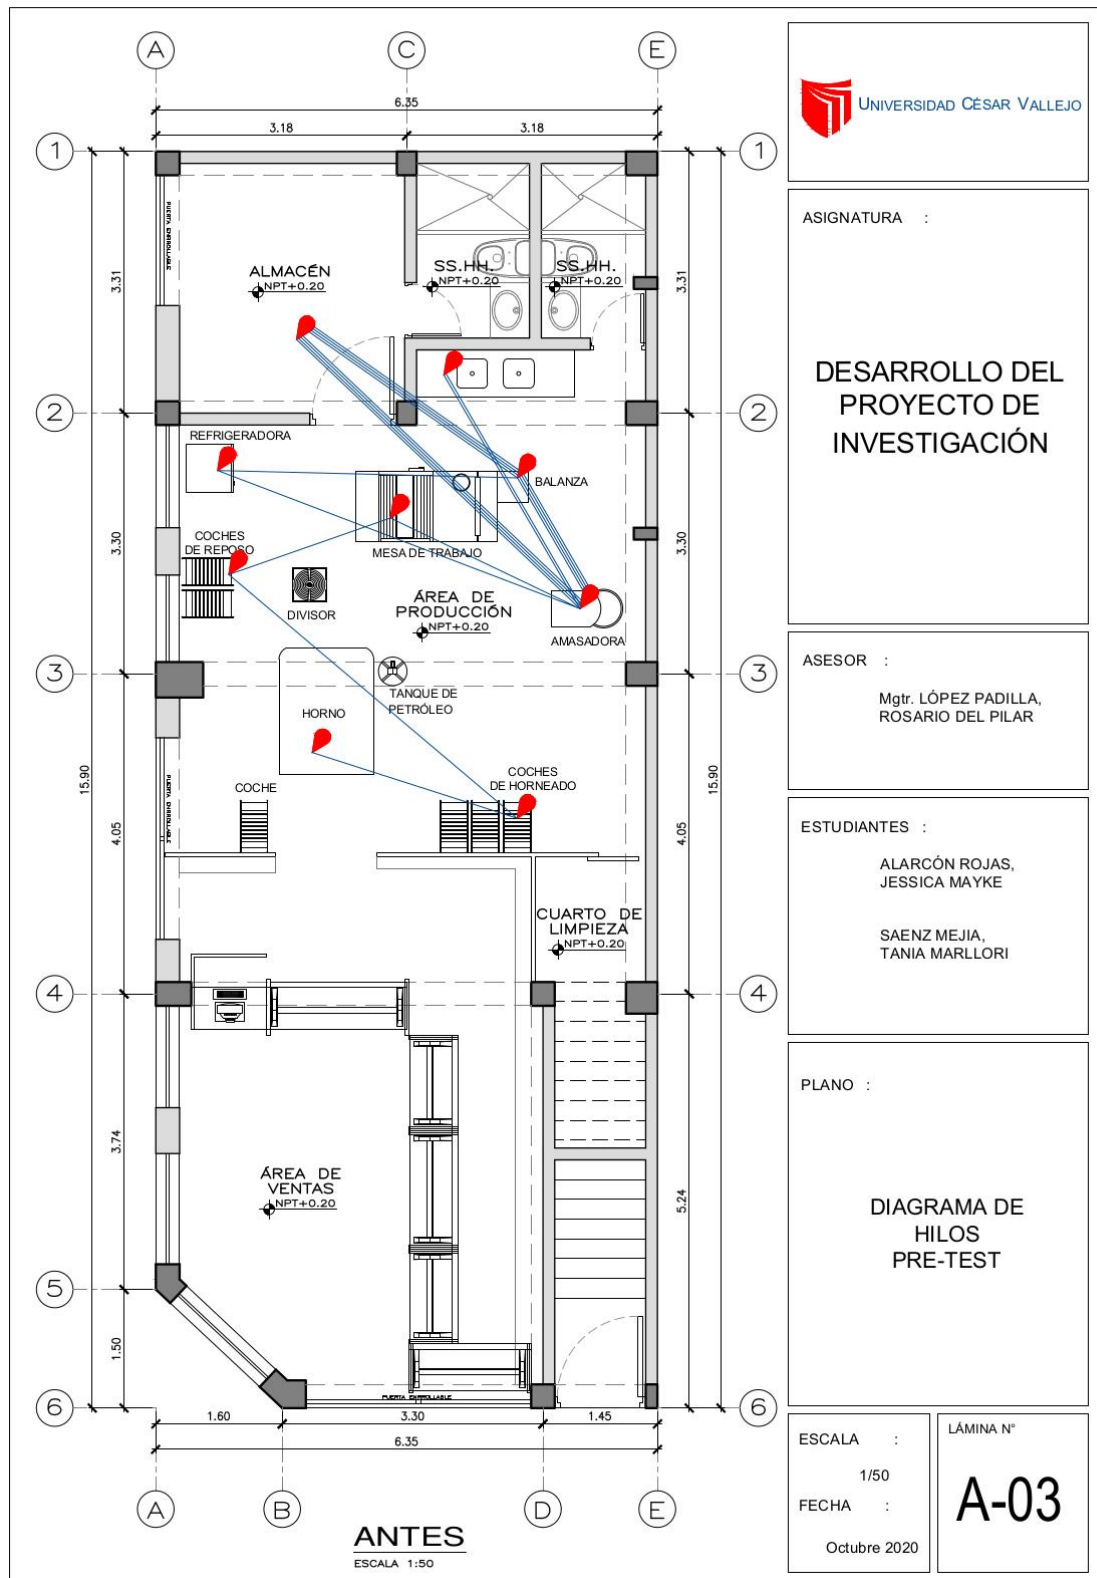 A
C
E
6.35
3.18
3.18
1
1
PUERTA ENRROLLABLE
ALMACÉN
NPT+0.20
SS.HH.
NPT+0.20
SS.HH.
NPT+0.20
3.31
3.31
2
2
REFRIGERADORA
BALANZA
COCHES
DE REPOSO
MESA DE TRABAJO
3.30
3.30
DIVISOR
ÁREA DE
PRODUCCIÓN
NPT+0.20
AMASADORA
3
3
TANQUE DE
PETRÓLEO
HORNO
15.90
15.90
COCHES
DE HORNEADO
COCHE
PUERTA ENRROLLABLE
4.05
4.05
CUARTO DE
LIMPIEZA
NPT+0.20
4
4
3.74
ÁREA DE
VENTAS
NPT+0.20
5.24
5
1.50
PUERTA ENRROLLABLE
6
6
1.60
3.30
1.45
6.35
A
B
D
E
ANTES
ESCALA 1:50
UNIVERSIDAD CÉSAR VALLEJO
ASIGNATURA :
DESARROLLO DEL
PROYECTO DE
INVESTIGACIÓN
ASESOR :
Mgtr. LÓPEZ PADILLA,
ROSARIO DEL PILAR
ESTUDIANTES :
ALARCÓN ROJAS,
JESSICA MAYKE
SAENZ MEJIA,
TANIA MARLLORI
PLANO :
DIAGRAMA DE
HILOS
PRE-TEST
ESCALA :
1/50
FECHA :
Octubre 2020
LÁMINA N°
A-03